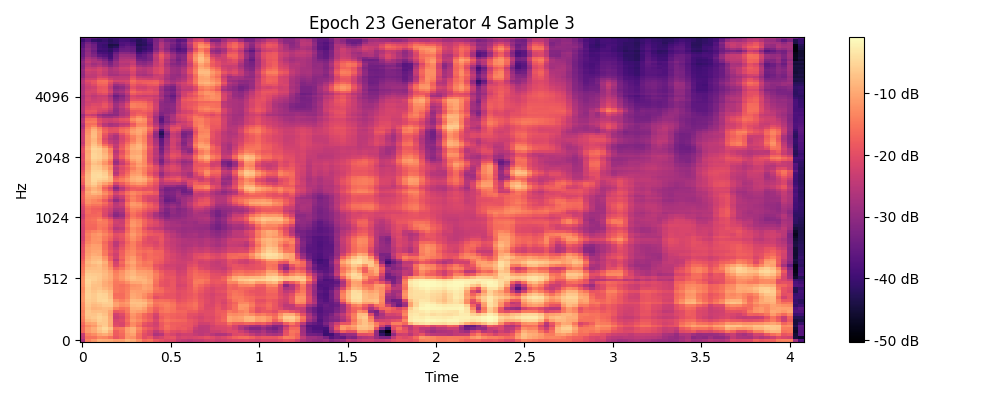 Epoch 23 Generator 4 Sample 3
Hz
4096
2048
1024
512
0
0 0.5 1 1.5 2 2.5 3 3.5 4
Time
-10 dB
-20 dB
-30 dB
-40 dB
-50 dB